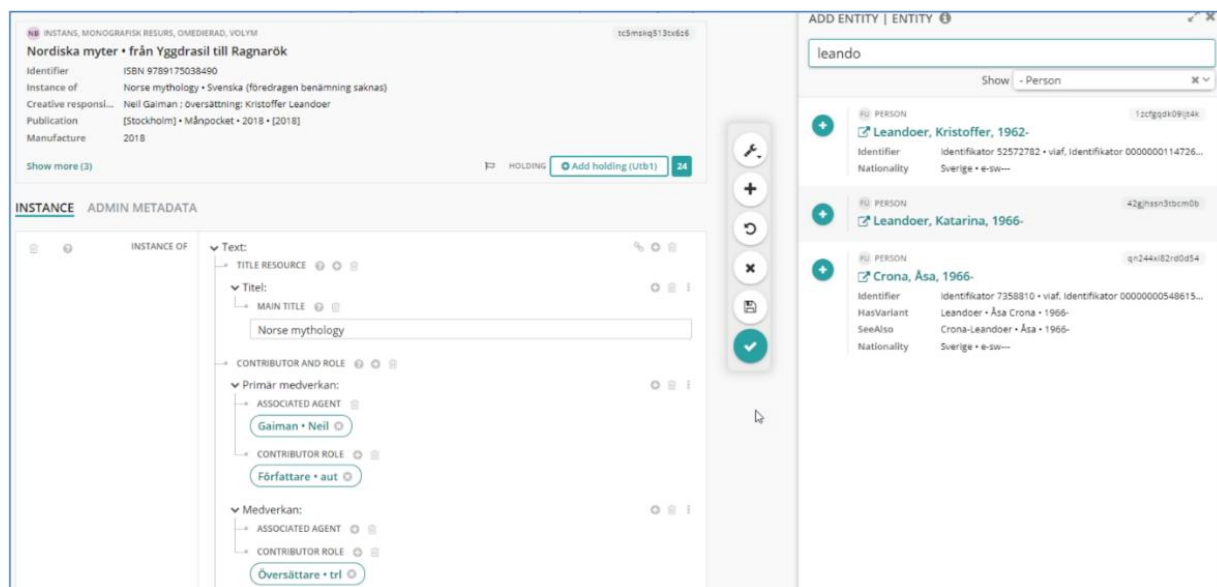 NB INSTANS, MONOGRAFISK RESURS, OMEDIERAD, VOLYM
Nordiska myter • från Yggdrasil till Ragnarök
Identifier ISBN 9789175038490
Instance of Norse mythology • Svenska (föredragen benämning saknas)
Creative responsi... Neil Gaiman ; översättning: Kristoffer Leandoer
Publication [Stockholm] • Månpocket • 2018 • [2018]
Manufacture 2018
Show more (3) HOLDING Add holding (Utb1) 24
INSTANCE ADMIN METADATA
INSTANCE OF
Text:
TITLE RESOURCE
Titel:
MAIN TITLE
Norse mythology
CONTRIBUTOR AND ROLE
Primär medverkan:
ASSOCIATED AGENT
Gaiman • Neil
CONTRIBUTOR ROLE
Författare • aut
Medverkan:
ASSOCIATED AGENT
CONTRIBUTOR ROLE
Översättare • trl
ADD ENTITY | ENTITY
leando
Show - Person
PERSON
Leandoer, Kristoffer, 1962-
Identifier Identifikator 52572782 • viaf, Identifikator 0000000114726...
Nationality Sverige • e-sw---
PERSON 42gjhssn3tbcm0b
Leandoer, Katarina, 1966-
PERSON qn244xl82rd0d54
Crona, Åsa, 1966-
Identifier Identifikator 7358810 • viaf, Identifikator 00000000548615...
HasVariant Leandoer • Åsa Crona • 1966-
SeeAlso Crona-Leandoer • Åsa • 1966-
Nationality Sverige • e-sw---